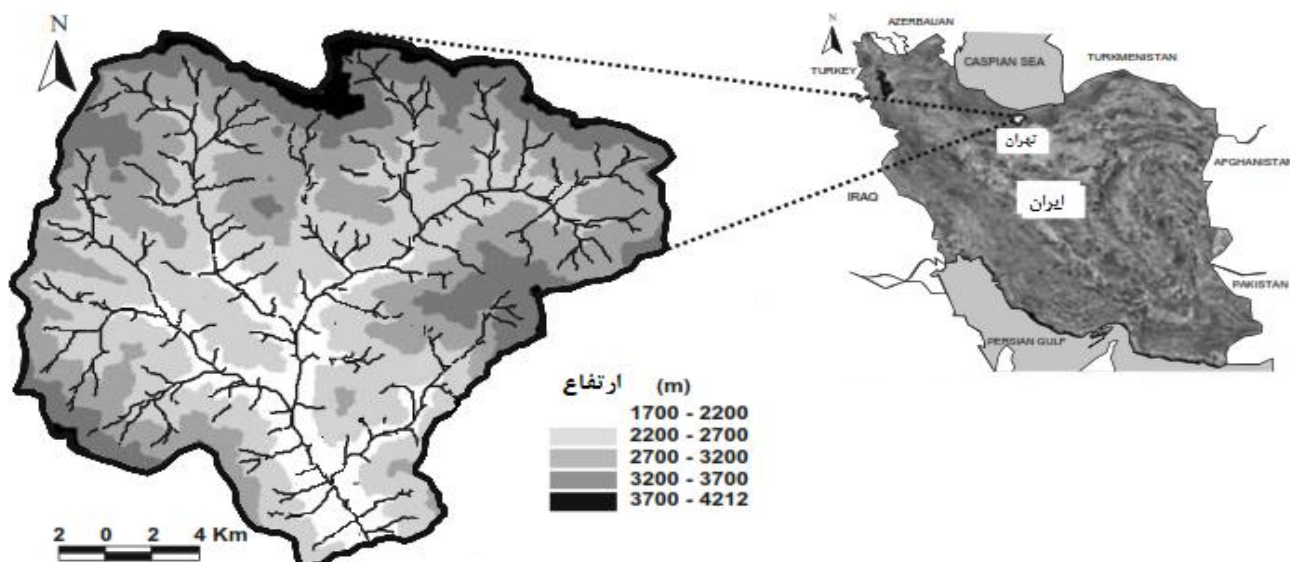 N
2 0 2 4 Km
ارتفاع (m)
1700 - 2200
2200 - 2700
2700 - 3200
3200 - 3700
3700 - 4212
N
AZERBAIJAN
TURKEY
CASPIAN SEA
TURKMENISTAN
تهران
AFGHANISTAN
IRAQ
ایران
PAKISTAN
PERSIAN GULF